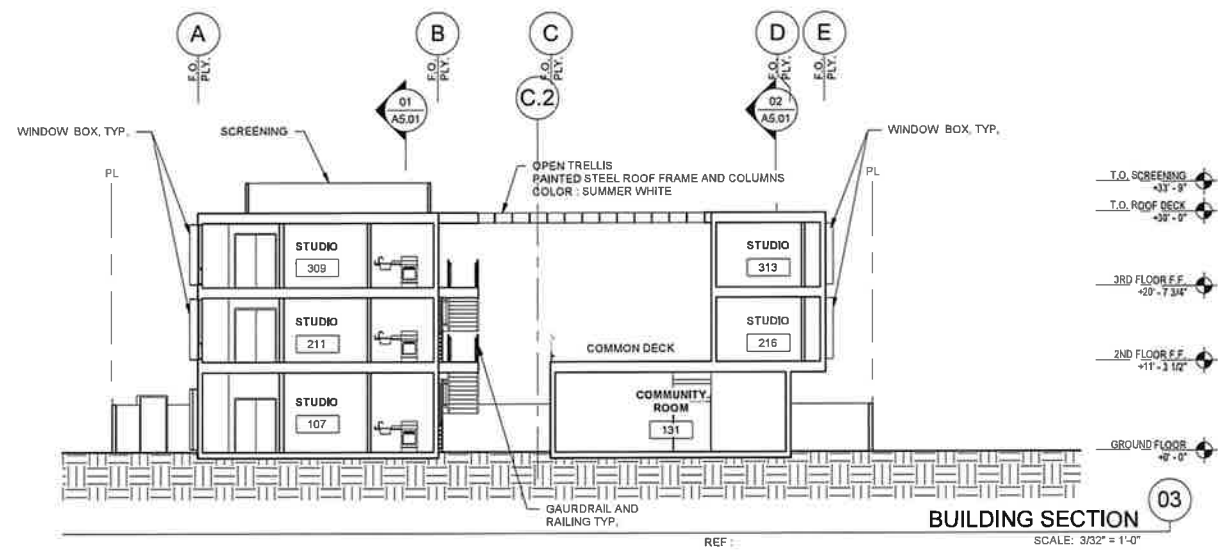 A
B
C
D
E
F.O. PLY.
F.O. PLY.
F.O. PLY.
F.O. PLY.
F.O. PLY.
C.2
01
A5.01
02
A5.01
WINDOW BOX, TYP.
SCREENING
WINDOW BOX, TYP.
OPEN TRELLIS
PAINTED STEEL ROOF FRAME AND COLUMNS
COLOR : SUMMER WHITE
PL
PL
T.O. SCREENING
+33' - 9"
T.O. ROOF DECK
+30' - 0"
STUDIO
309
STUDIO
313
3RD FLOOR F.F.
+20' - 7 3/4"
STUDIO
211
STUDIO
216
COMMON DECK
2ND FLOOR F.F.
+11' - 3 1/2"
STUDIO
107
COMMUNITY
ROOM
131
GROUND FLOOR
+0' - 0"
GAURDRAIL AND
RAILING TYP.
BUILDING SECTION
03
REF :
SCALE: 3/32" = 1'-0"